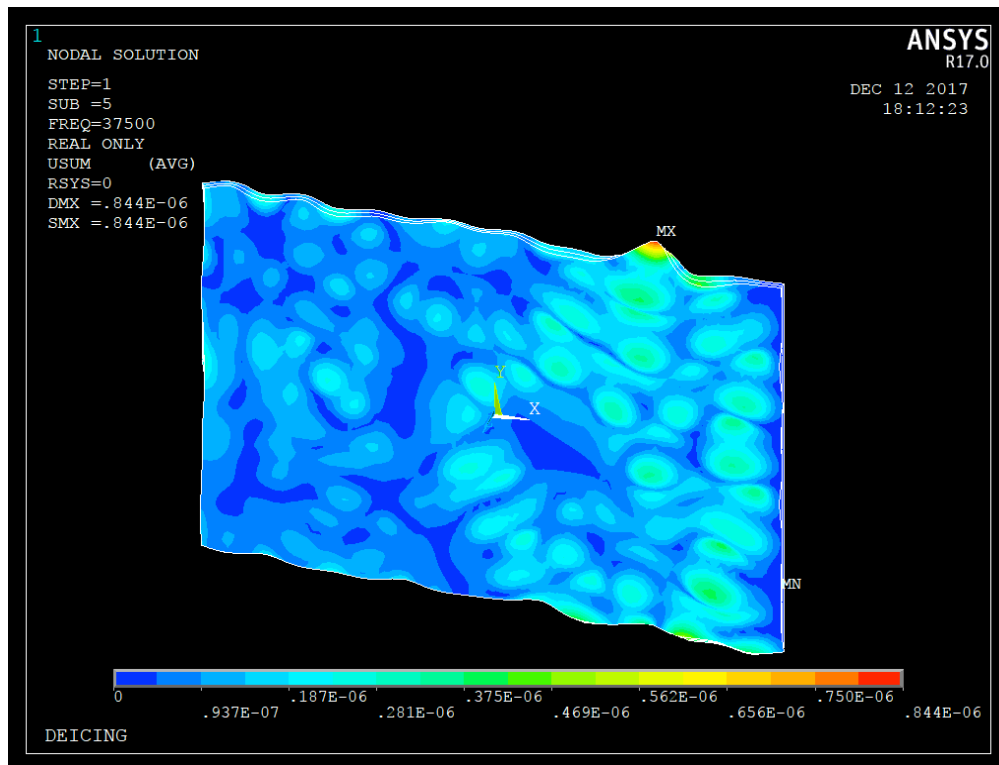 1
NODAL SOLUTION
STEP=1
SUB =5
FREQ=37500
REAL ONLY
USUM (AVG)
RSYS=0
DMX =.844E-06
SMX =.844E-06
ANSYS
R17.0
DEC 12 2017
18:12:23
MX
Y
X
MN
0 .187E-06 .375E-06 .562E-06 .750E-06
.937E-07 .281E-06 .469E-06 .656E-06 .844E-06
DEICING